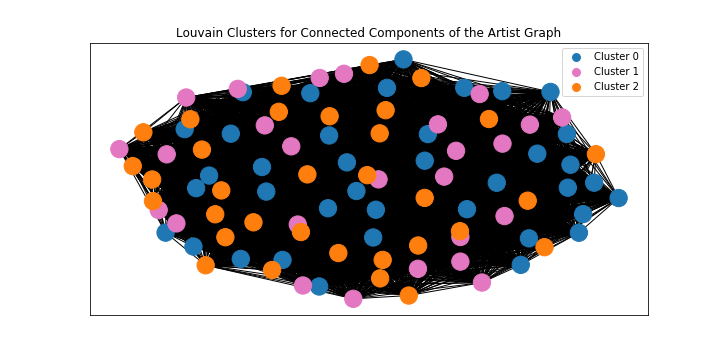 Louvain Clusters for Connected Components of the Artist Graph
Cluster 0
Cluster 1
Cluster 2